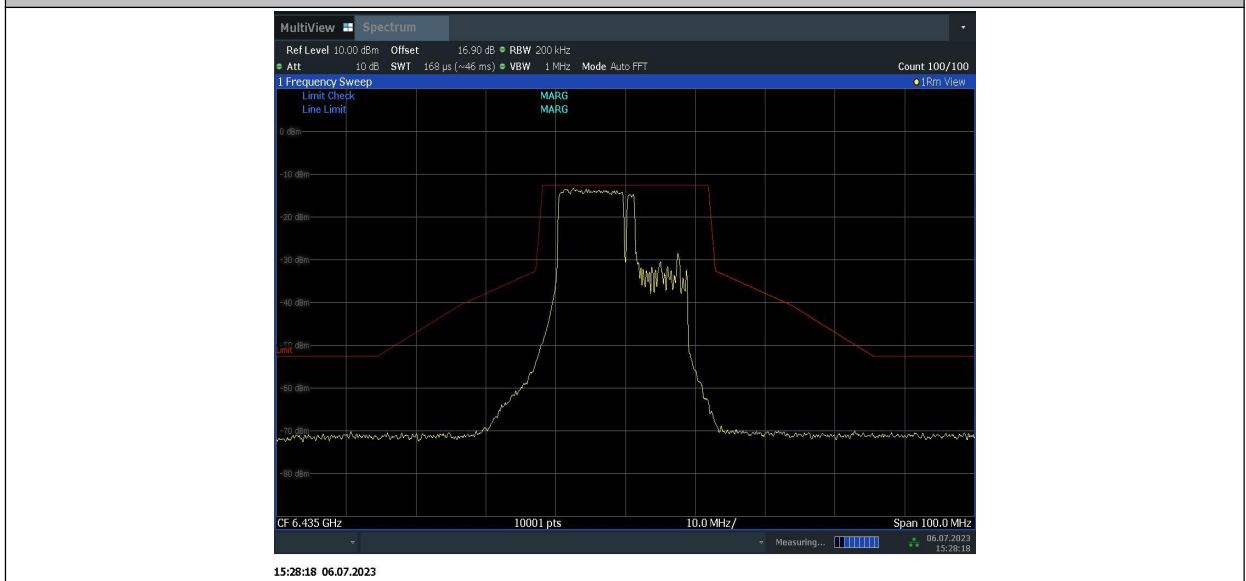 MultiView Spectrum
Ref Level 10.00 dBm Offset 16.90 dB RBW 200 kHz
Att 10 dB SWT 168 µs (~46 ms) VBW 1 MHz Mode Auto FFT Count 100/100
1 Frequency Sweep 1Rm View
Limit Check MARG
Line Limit MARG
0 dBm
-10 dBm
-20 dBm
-30 dBm
-40 dBm
-50 dBm
-60 dBm
-70 dBm
-80 dBm
CF 6.435 GHz 10001 pts 10.0 MHz/ Span 100.0 MHz
Measuring... 06.07.2023
15:28:18
15:28:18 06.07.2023